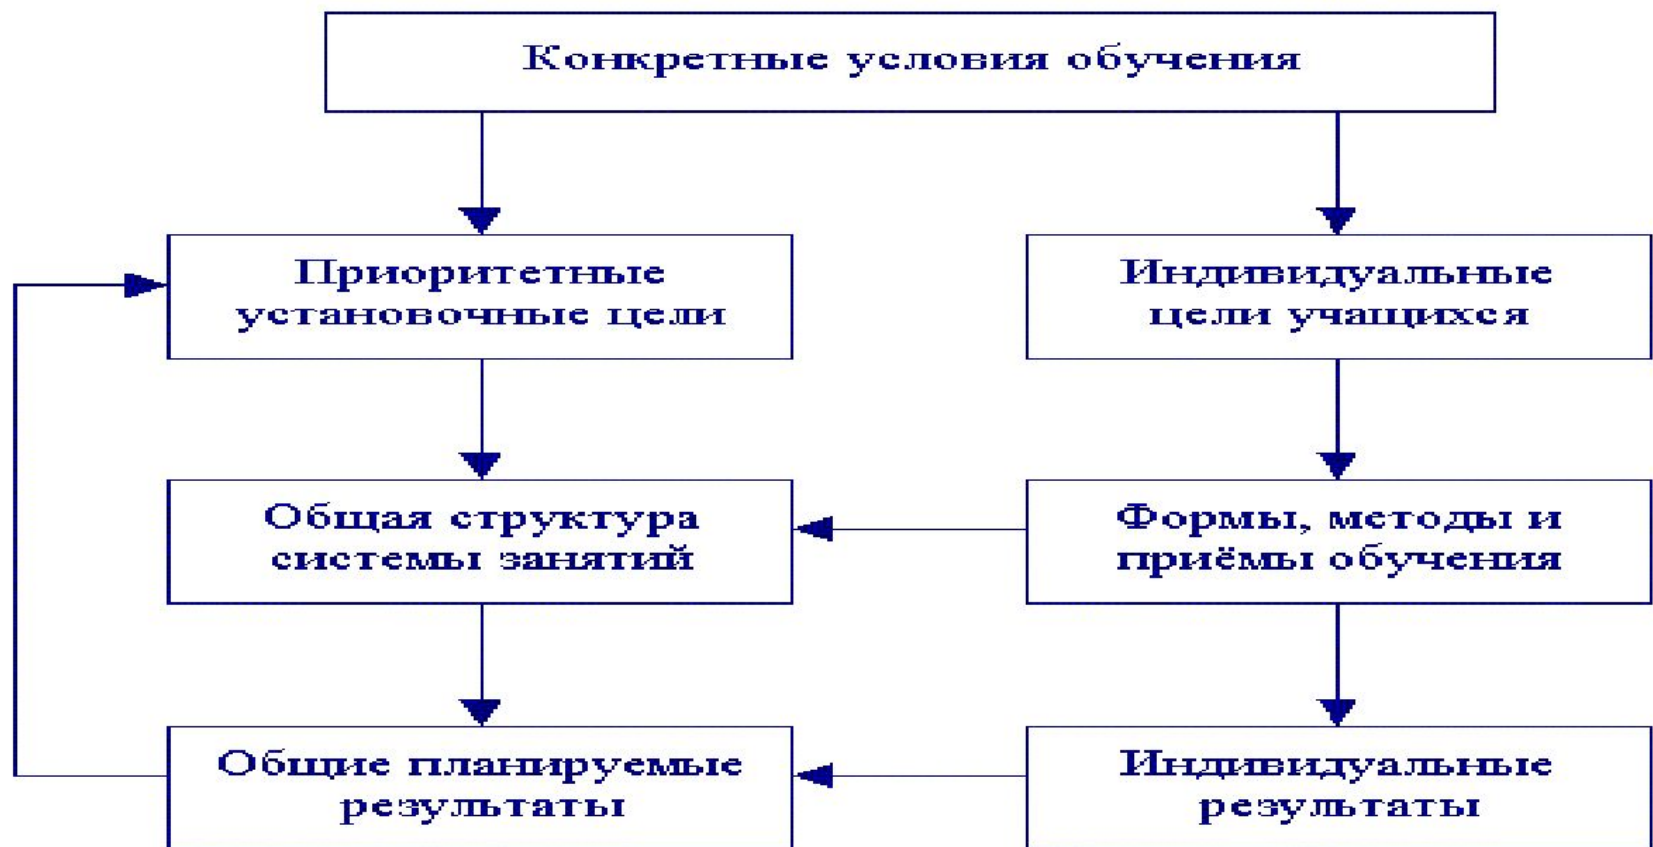 Конкретные условия обучения
Приоритетные
установочные цели
Индивидуальные
цели учащихся
Общая структура
системы занятий
Формы, методы и
приёмы обучения
Общие планируемые
результаты
Индивидуальные
результаты